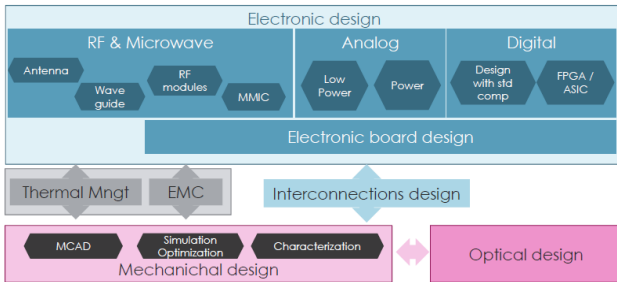 Electronic design
RF & Microwave
Analog
Digital
Antenna
Wave
guide
RF
modules
MMIC
Low
Power
Power
Design
with std
comp
FPGA /
ASIC
Electronic board design
Thermal Mngt
EMC
Interconnections design
MCAD
Simulation
Optimization
Characterization
Mechanichal design
Optical design